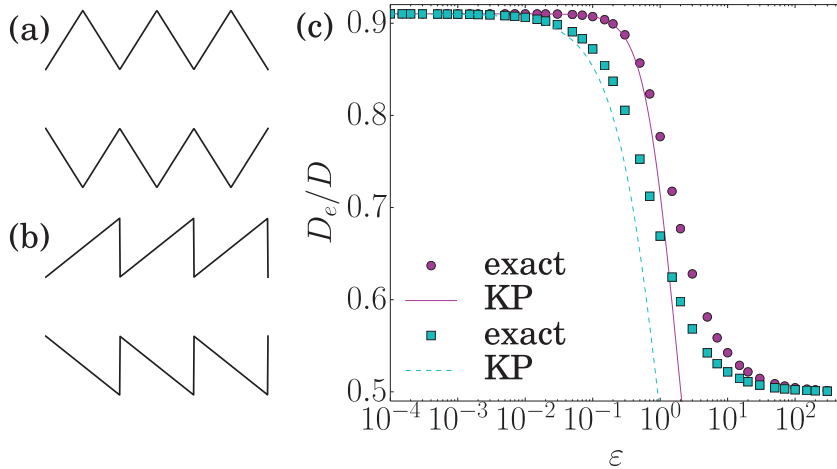 (a)
(b)
(c)
0.9
0.8
0.7
0.6
0.5
D_e/D
exact
KP
exact
KP
10^{-4} 10^{-3} 10^{-2} 10^{-1} 10^0 10^1 10^2
ε